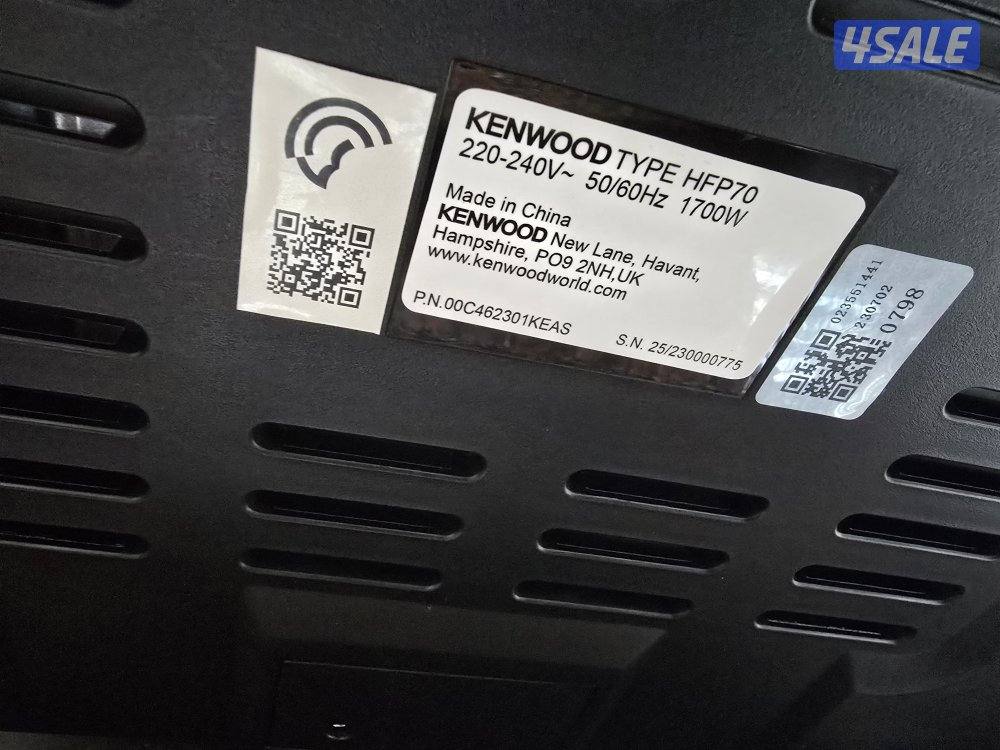 4SALE
KENWOOD TYPE HFP70
220-240V~ 50/60Hz 1700W
Made in China
KENWOOD New Lane, Havant,
Hampshire, PO9 2NH,UK
www.kenwoodworld.com
P.N.00C462301KEAS
S.N. 25/230000775
023551441
230702
0798